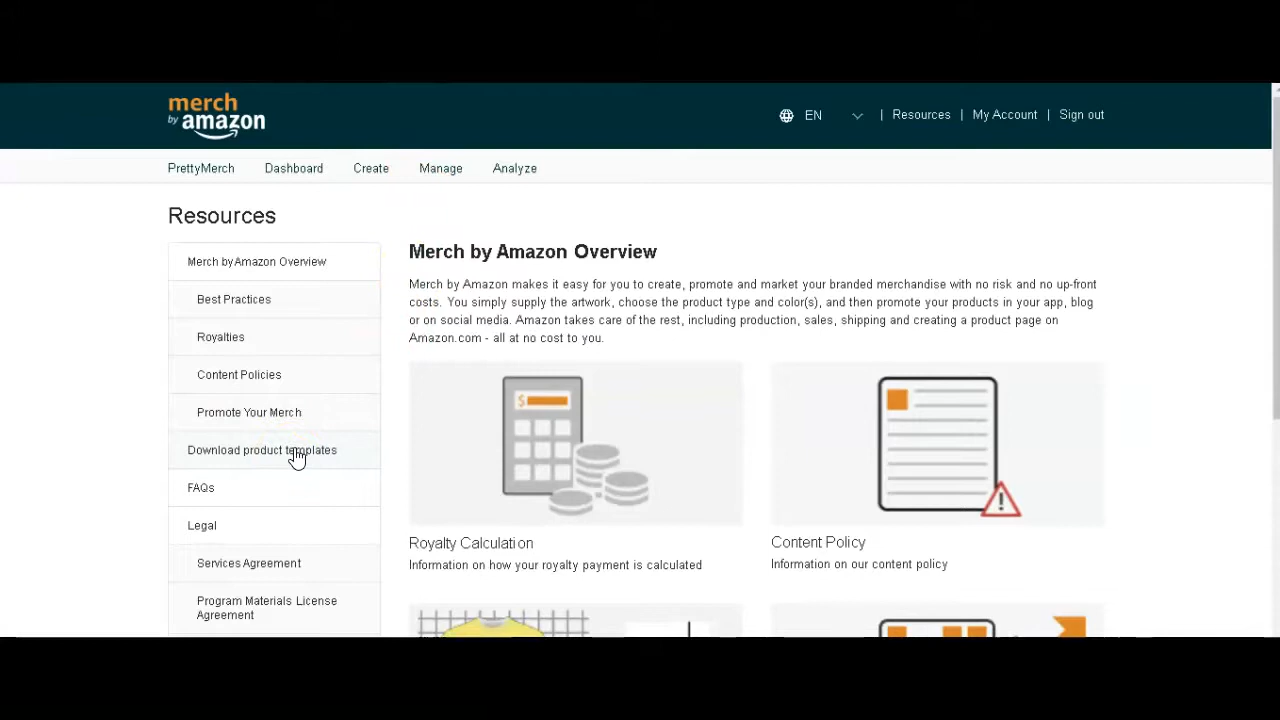 merch
by amazon
EN | Resources | My Account | Sign out
PrettyMerch Dashboard Create Manage Analyze
Resources
Merch by Amazon Overview
Best Practices
Royalties
Content Policies
Promote Your Merch
Download product templates
FAQs
Legal
Services Agreement
Program Materials License
Agreement
Merch by Amazon Overview
Merch by Amazon makes it easy for you to create, promote and market your branded merchandise with no risk and no up-front
costs. You simply supply the artwork, choose the product type and color(s), and then promote your products in your app, blog
or on social media. Amazon takes care of the rest, including production, sales, shipping and creating a product page on
Amazon.com - all at no cost to you.
$
Royalty Calculation
Information on how your royalty payment is calculated
Content Policy
Information on our content policy